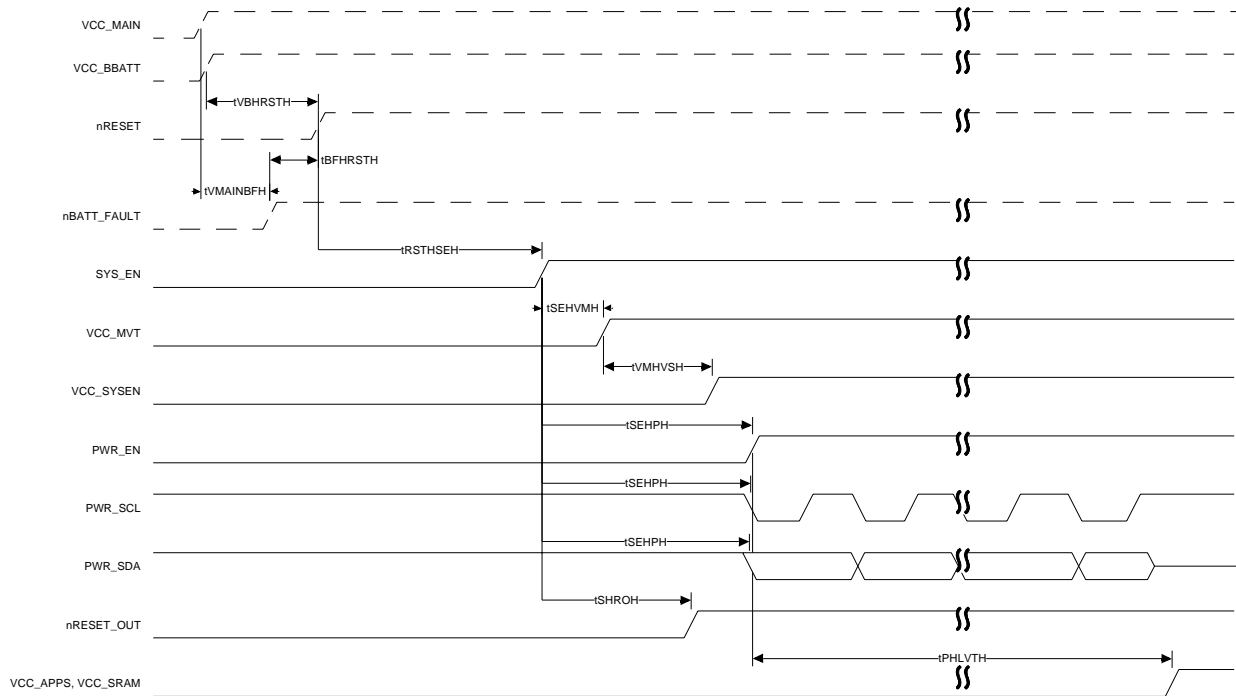 VCC_MAIN
VCC_BBATT
tVBHRSTH
nRESET
tBFHRSTH
tVMAINBFH
nBATT_FAULT
tRSTHSEH
SYS_EN
tSEHVMH
VCC_MVT
tVMHVSH
VCC_SYSEN
tSEHPH
PWR_EN
tSEHPH
PWR_SCL
tSEHPH
PWR_SDA
tSHROH
nRESET_OUT
tPHLVTH
VCC_APPS, VCC_SRAM